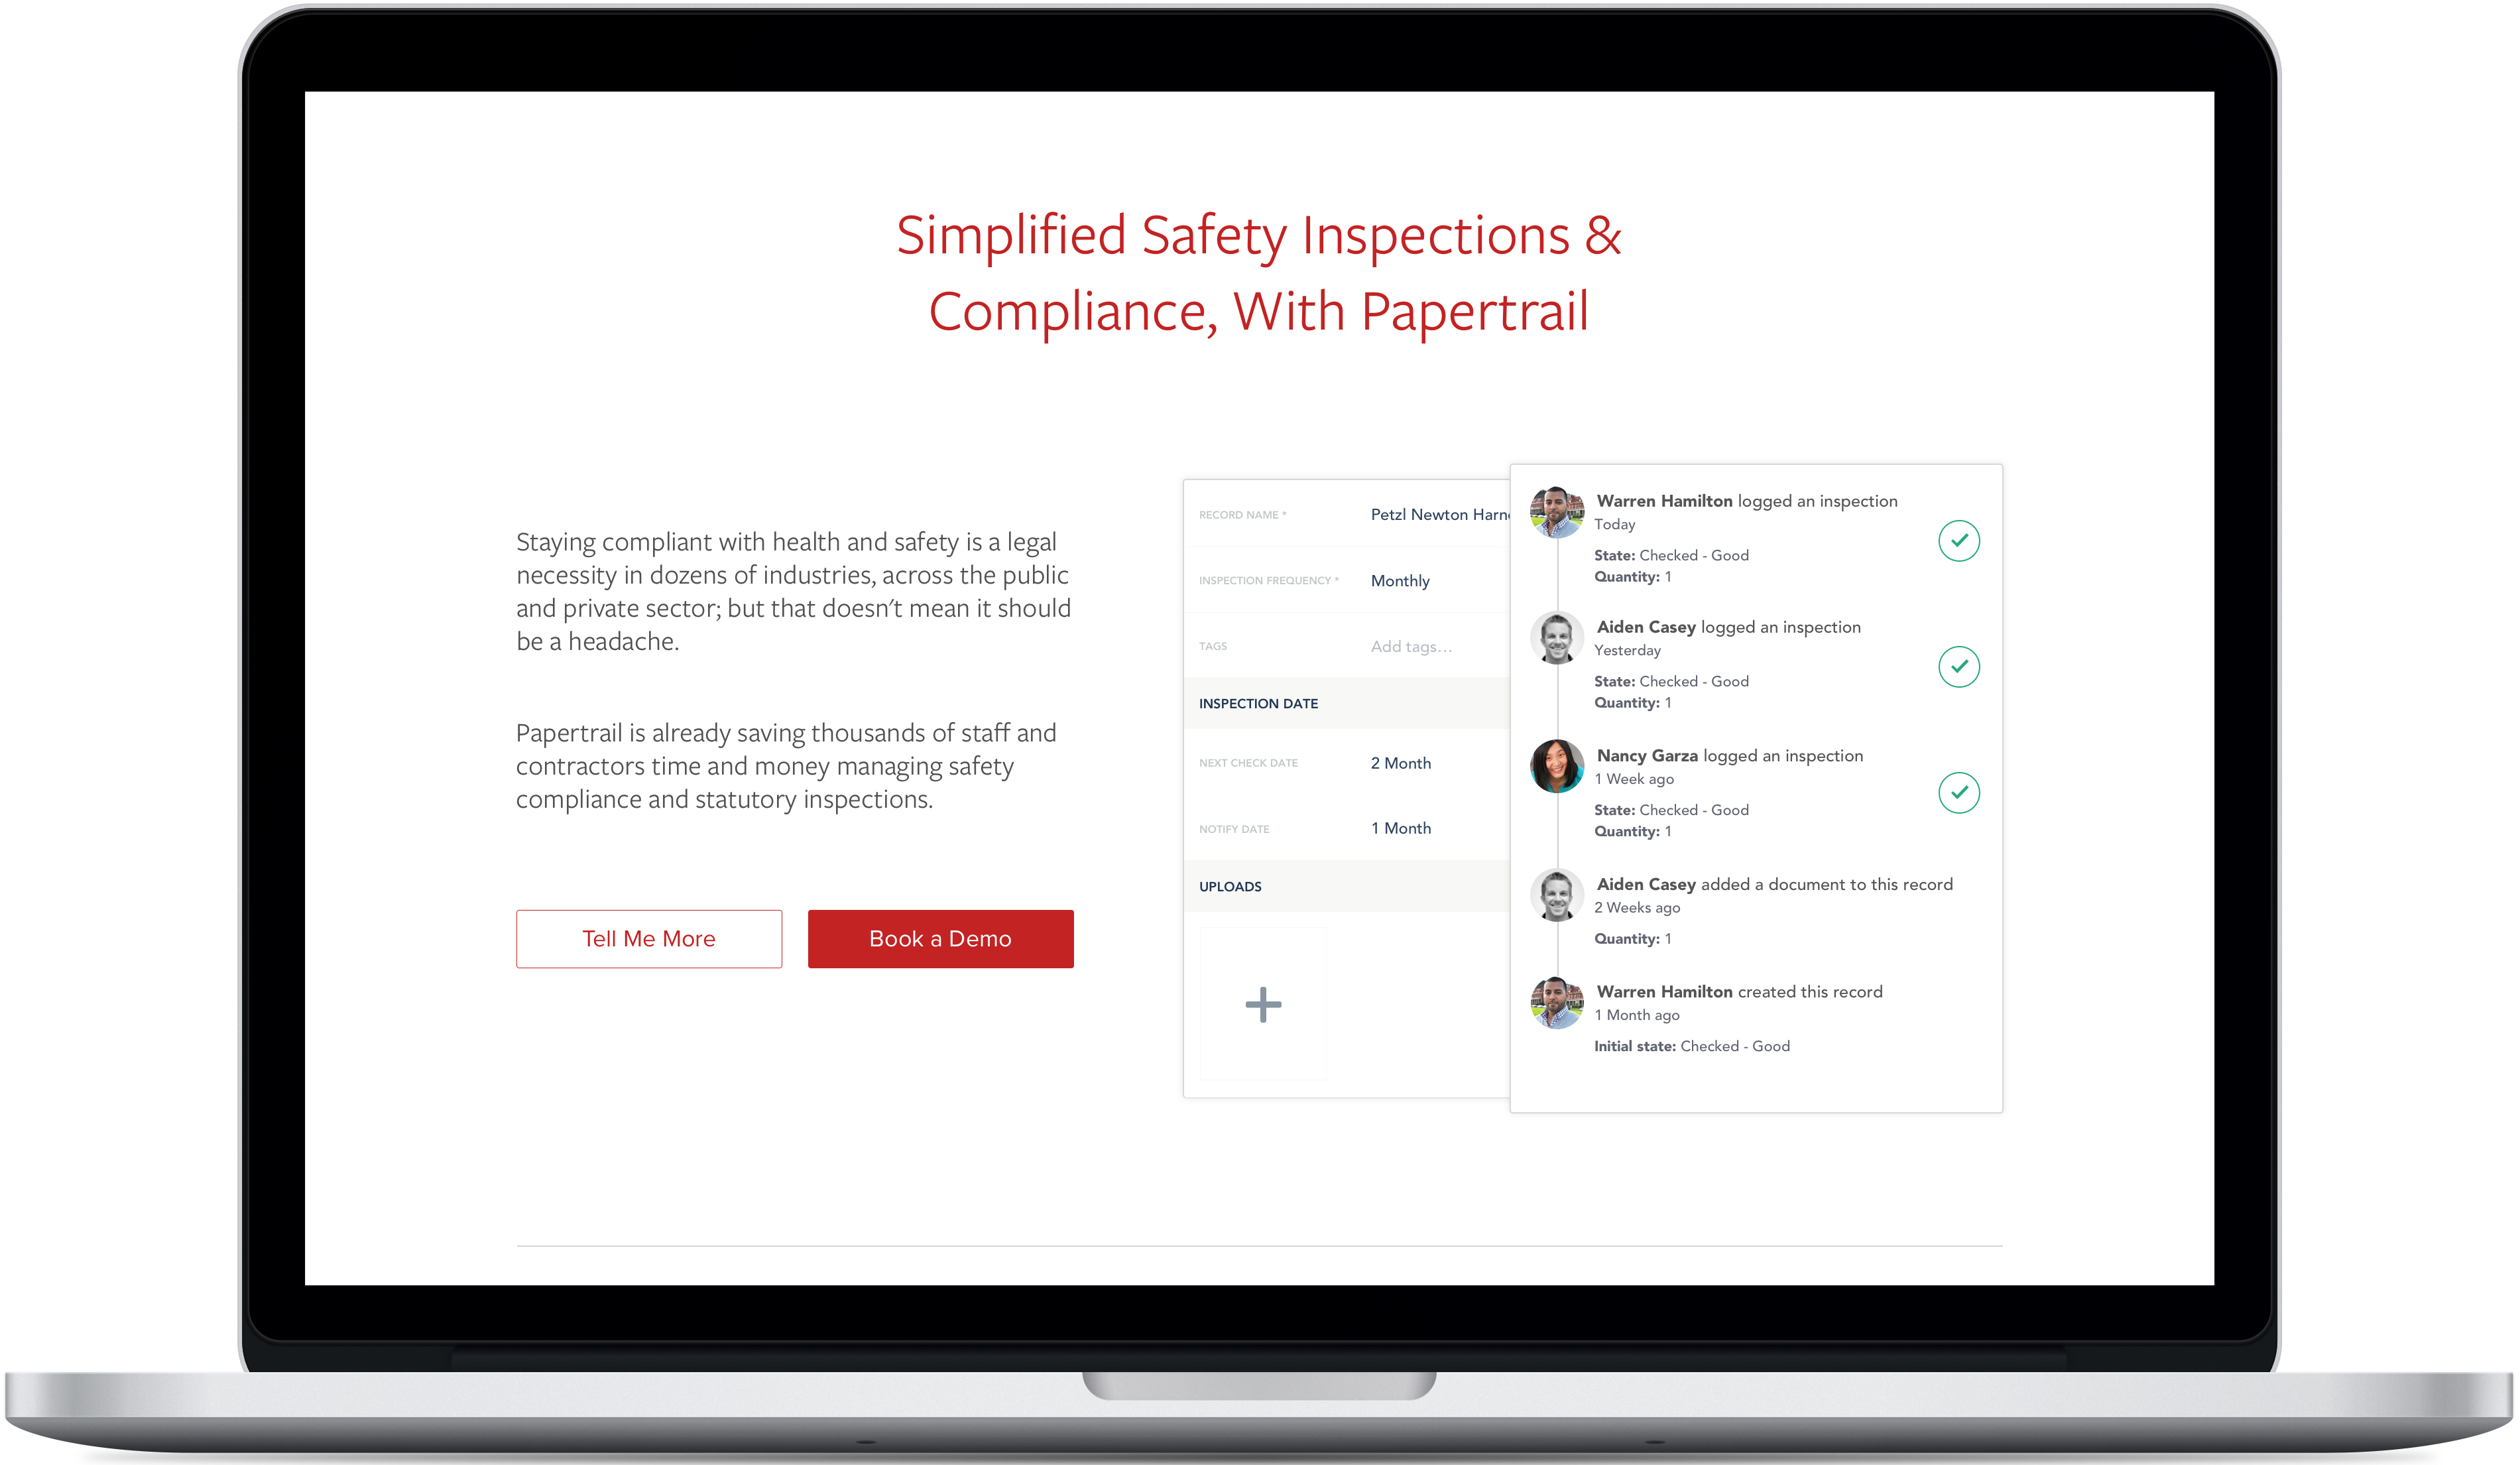 Simplified Safety Inspections &
Compliance, With Papertrail
Staying compliant with health and safety is a legal
necessity in dozens of industries, across the public
and private sector; but that doesn't mean it should
be a headache.
Papertrail is already saving thousands of staff and
contractors time and money managing safety
compliance and statutory inspections.
Tell Me More
Book a Demo
RECORD NAME *
Petzl Newton
INSPECTION FREQUENCY *
Monthly
TAGS
Add tags...
INSPECTION DATE
NEXT CHECK DATE
2 Month
NOTIFY DATE
1 Month
UPLOADS
Warren Hamilton logged an inspection
Today
State: Checked - Good
Quantity: 1
Aiden Casey logged an inspection
Yesterday
State: Checked - Good
Quantity: 1
Nancy Garza logged an inspection
1 Week ago
State: Checked - Good
Quantity: 1
Aiden Casey added a document to this record
2 Weeks ago
Quantity: 1
Warren Hamilton created this record
1 Month ago
Initial state: Checked - Good